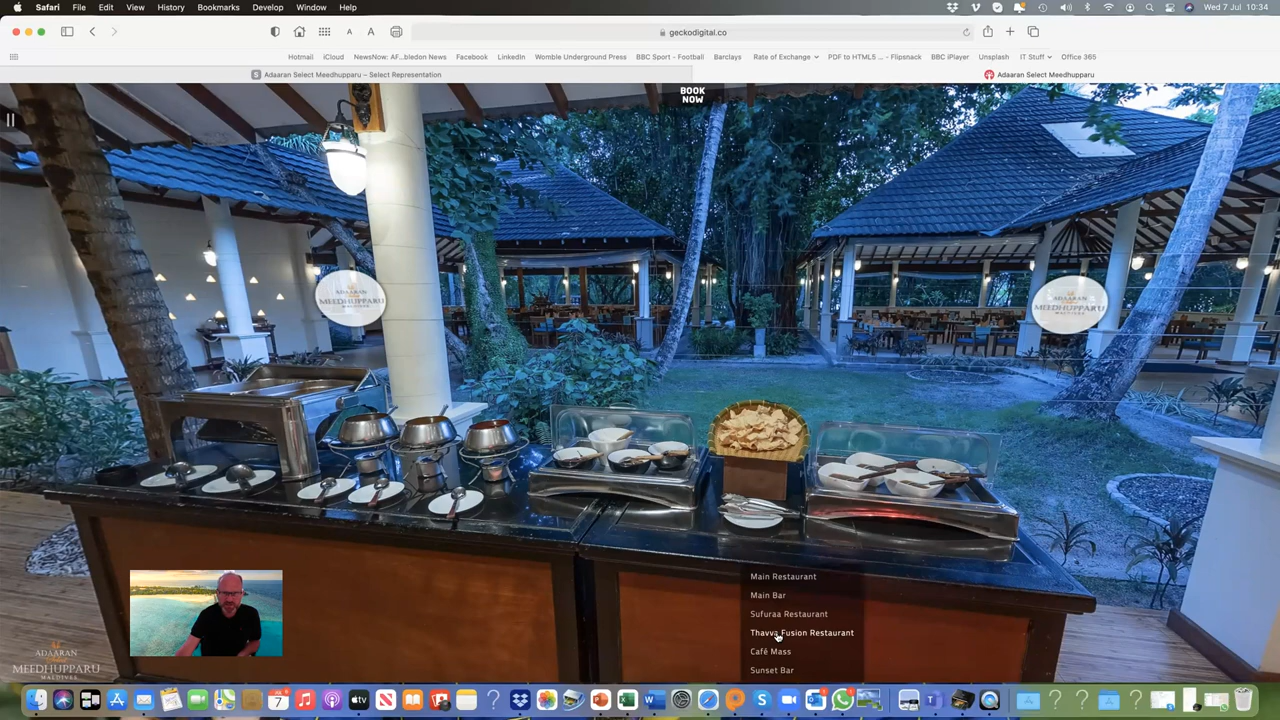 Safari File Edit View History Bookmarks Develop Window Help
Wed 7 Jul 10:34
A A
geckodigital.co
Hotmail iCloud NewsNow: AF...bledon News Facebook LinkedIn Womble Underground Press BBC Sport - Football Barclays Rate of Exchange PDF to HTML5 ... - Flipsnack BBC iPlayer Unsplash IT Stuff Office 365
S Adaaran Select Meedhupparu – Select Representation
Adaaran Select Meedhupparu
BOOK
NOW
ADAARAN
MEEDHUPPARU
MALDIVES
ADAARAN
MEEDHUPPARU
MALDIVES
Main Restaurant
Main Bar
Sufuraa Restaurant
Thavva Fusion Restaurant
Café Mass
Sunset Bar
ADAARAN
MEEDHUPPARU
MALDIVES